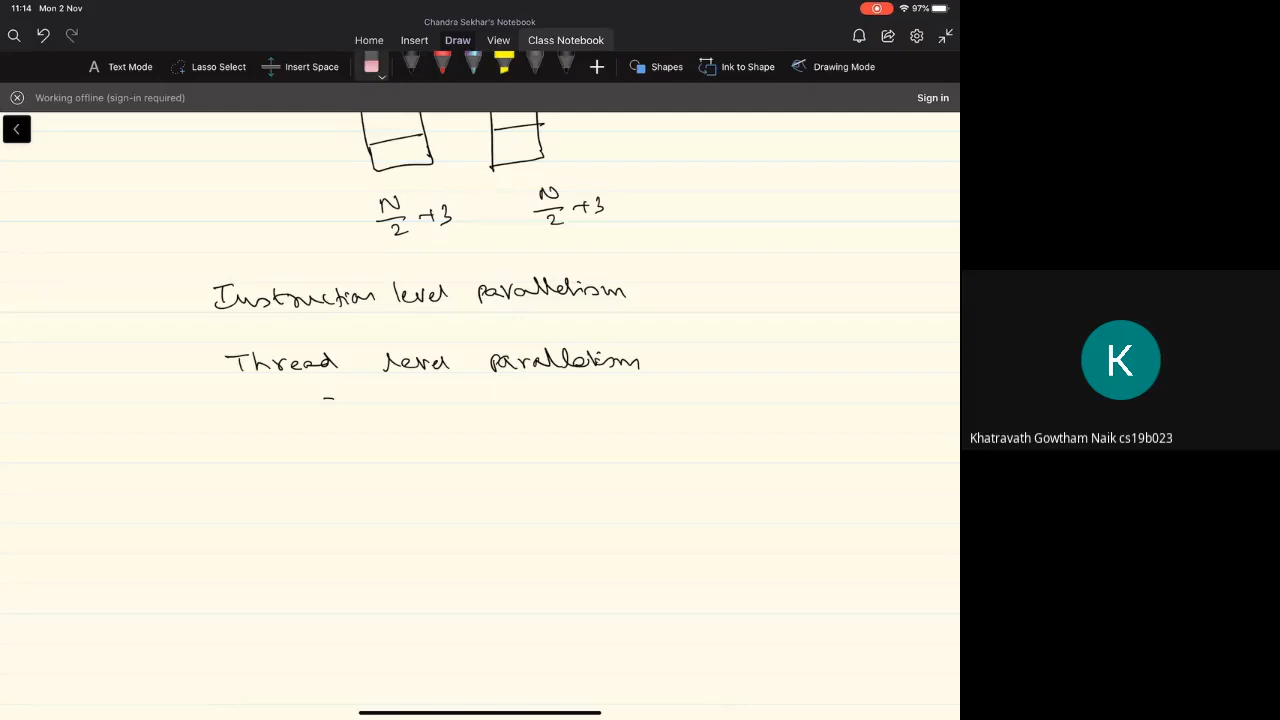 11:14 Mon 2 Nov
97%
Chandra Sekhar's Notebook
Home Insert Draw View Class Notebook
A Text Mode Lasso Select Insert Space Shapes Ink to Shape Drawing Mode
Working offline (sign-in required) Sign in
N/2 +3 N/2 +3
Instruction level parallelism
Thread level parallelism
K
Khatravath Gowtham Naik cs19b023